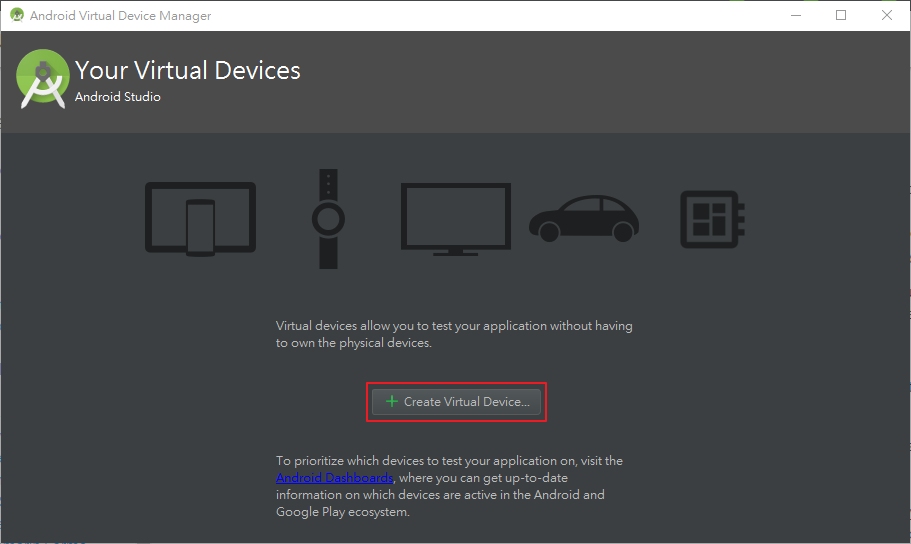 Android Virtual Device Manager
Your Virtual Devices
Android Studio
Virtual devices allow you to test your application without having
to own the physical devices.
Create Virtual Device...
To prioritize which devices to test your application on, visit the
Android Dashboards, where you can get up-to-date
information on which devices are active in the Android and
Google Play ecosystem.